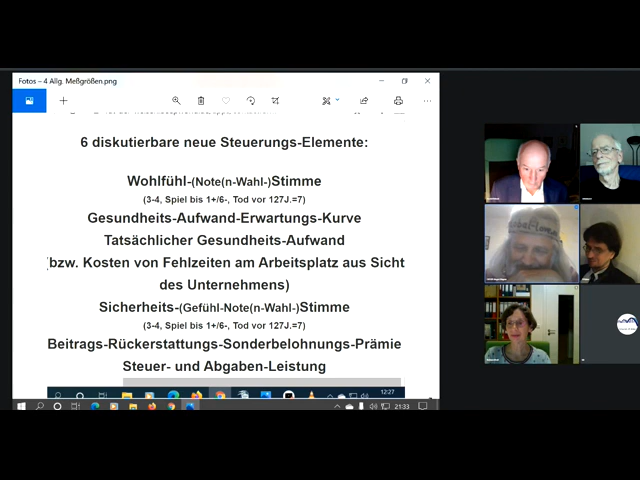 Fotos – 4 Allg. Meßgrößen.png
6 diskutierbare neue Steuerungs-Elemente:
Wohlfühl-(Note(n-Wahl-)Stimme
(3-4, Spiel bis 1+/6-, Tod vor 127J.=7)
Gesundheits-Aufwand-Erwartungs-Kurve
Tatsächlicher Gesundheits-Aufwand
(bzw. Kosten von Fehlzeiten am Arbeitsplatz aus Sicht
des Unternehmens)
Sicherheits-(Gefühl-Note(n-Wahl-)Stimme
(3-4, Spiel bis 1+/6-, Tod vor 127J.=7)
Beitrags-Rückerstattungs-Sonderbelohnungs-Prämie
Steuer- und Abgaben-Leistung
12:27
21:33